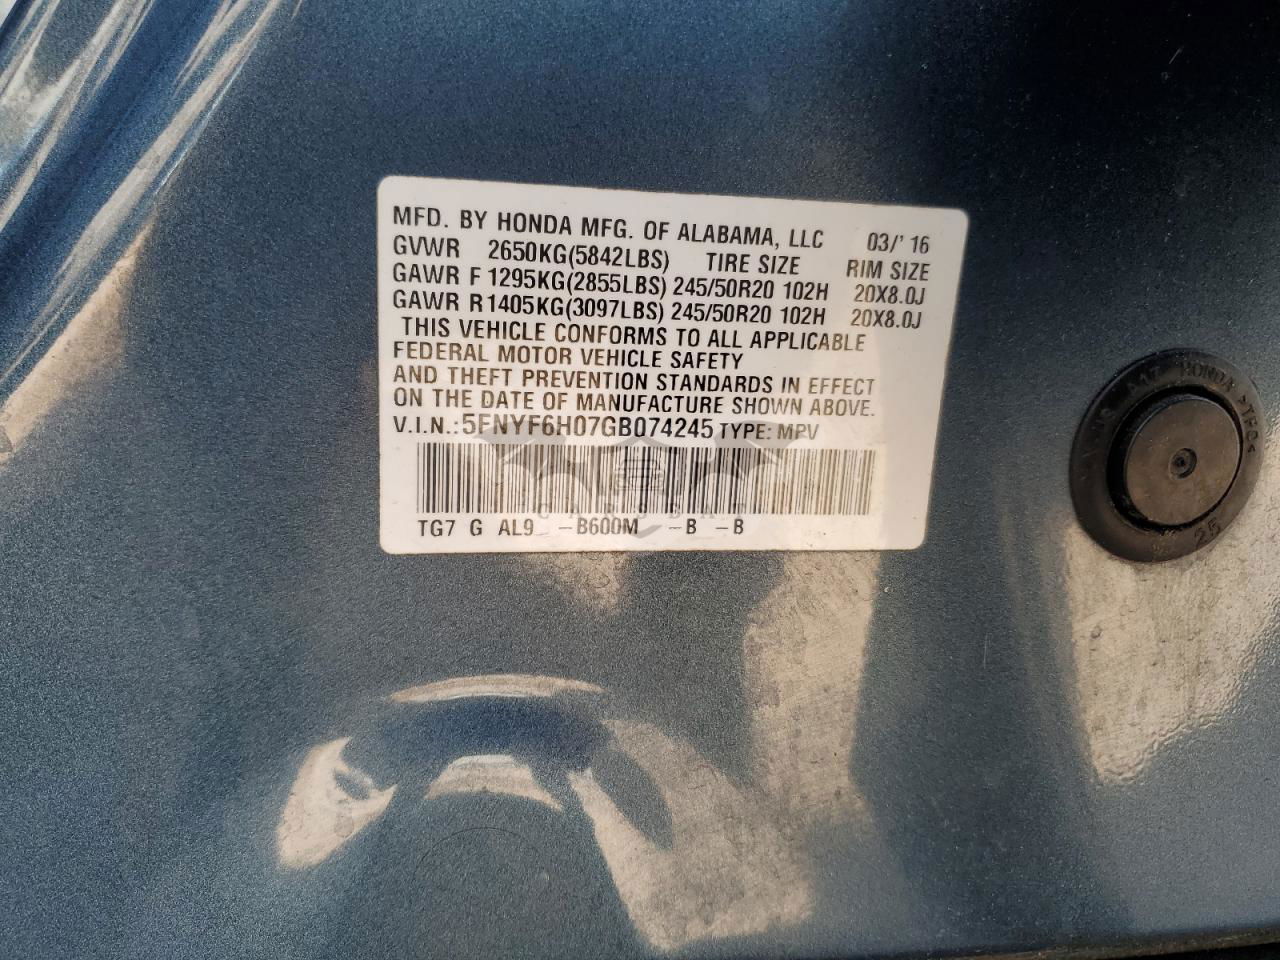 MFD. BY HONDA MFG. OF ALABAMA, LLC 03/'16
GVWR 2650KG(5842LBS) TIRE SIZE RIM SIZE
GAWR F 1295KG(2855LBS) 245/50R20 102H 20X8.0J
GAWR R 1405KG(3097LBS) 245/50R20 102H 20X8.0J
THIS VEHICLE CONFORMS TO ALL APPLICABLE
FEDERAL MOTOR VEHICLE SAFETY
AND THEFT PREVENTION STANDARDS IN EFFECT
ON THE DATE OF MANUFACTURE SHOWN ABOVE.
V.I.N.:5FNYF6H07GB074245 TYPE: MPV
CARSBAT
TG7 G AL9 -B600M -B -B
HONDA
25